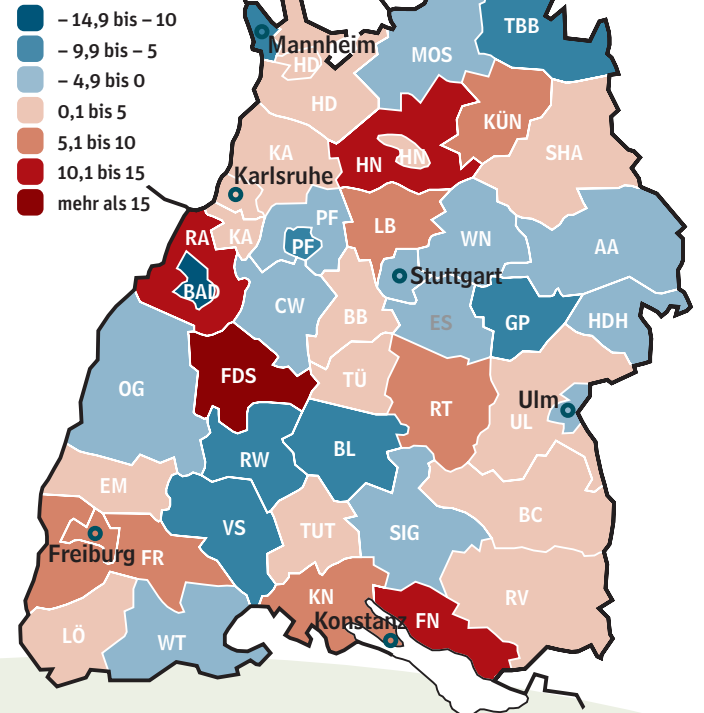 – 14,9 bis – 10
– 9,9 bis – 5
– 4,9 bis 0
0,1 bis 5
5,1 bis 10
10,1 bis 15
mehr als 15
TBB
Mannheim
MOS
HD
HD
KÜN
KA
HN
HN
SHA
Karlsruhe
PF
LB
RA
KA
PF
WN
AA
Stuttgart
BAD
CW
BB
ES
GP
HDH
FDS
TÜ
OG
Ulm
RT
UL
RW
BL
EM
BC
VS
TUT
SIG
Freiburg
FR
KN
RV
Konstanz
FN
LÖ
WT